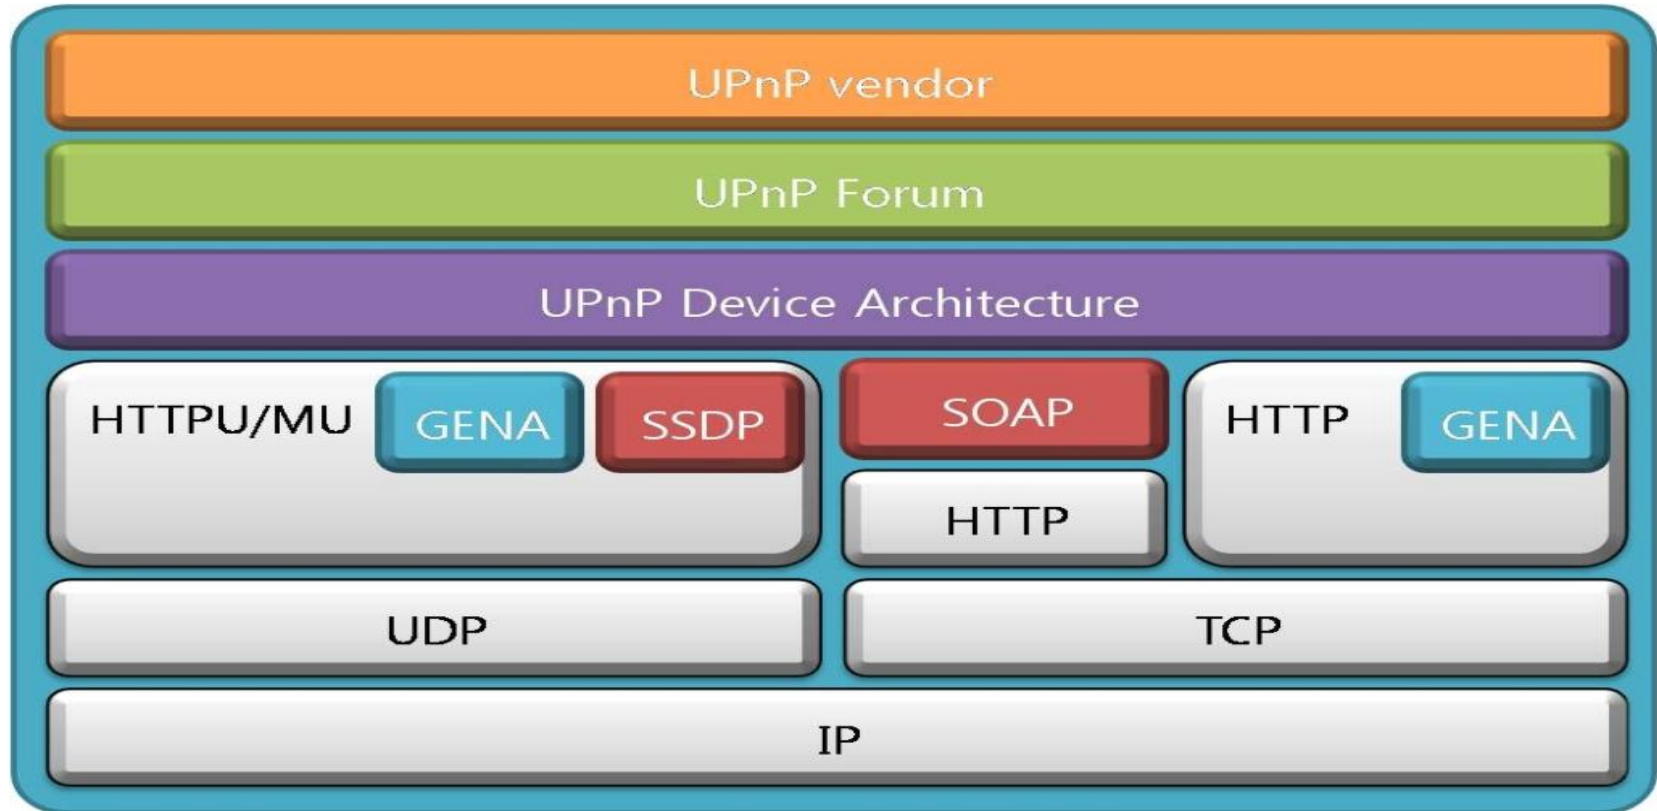 UPnP vendor
UPnP Forum
UPnP Device Architecture
HTTPU/MU GENA SSDP
SOAP
HTTP
HTTP GENA
UDP
TCP
IP